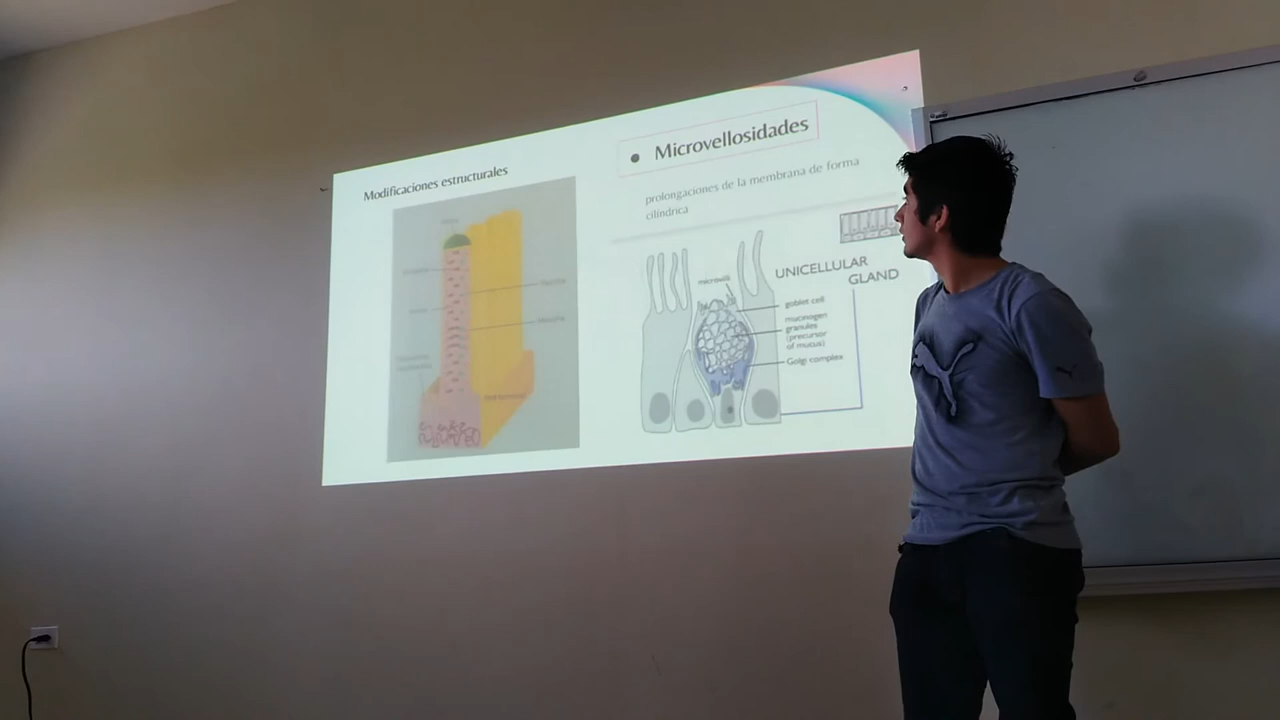 Modificaciones estructurales
● Microvellosidades
prolongaciones de la membrana de forma
cilíndrica
UNICELLULAR
GLAND
microvilli
goblet cell
mucinogen
granules
(precursor
of mucus)
Golgi complex